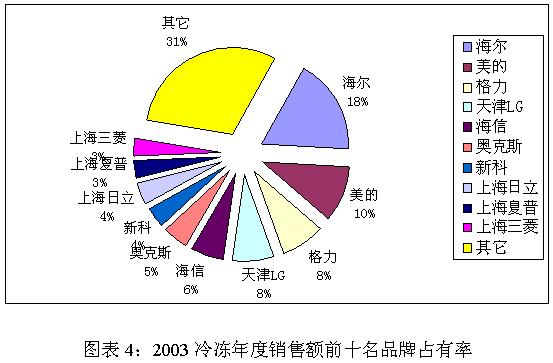 其它
31%
海尔
18%
美的
10%
格力
8%
天津LG
8%
海信
6%
奥克斯
5%
新科
4%
上海日立
4%
上海夏普
3%
上海三菱
3%
海尔
美的
格力
天津LG
海信
奥克斯
新科
上海日立
上海夏普
上海三菱
其它
图表 4：2003 冷冻年度销售额前十名品牌占有率